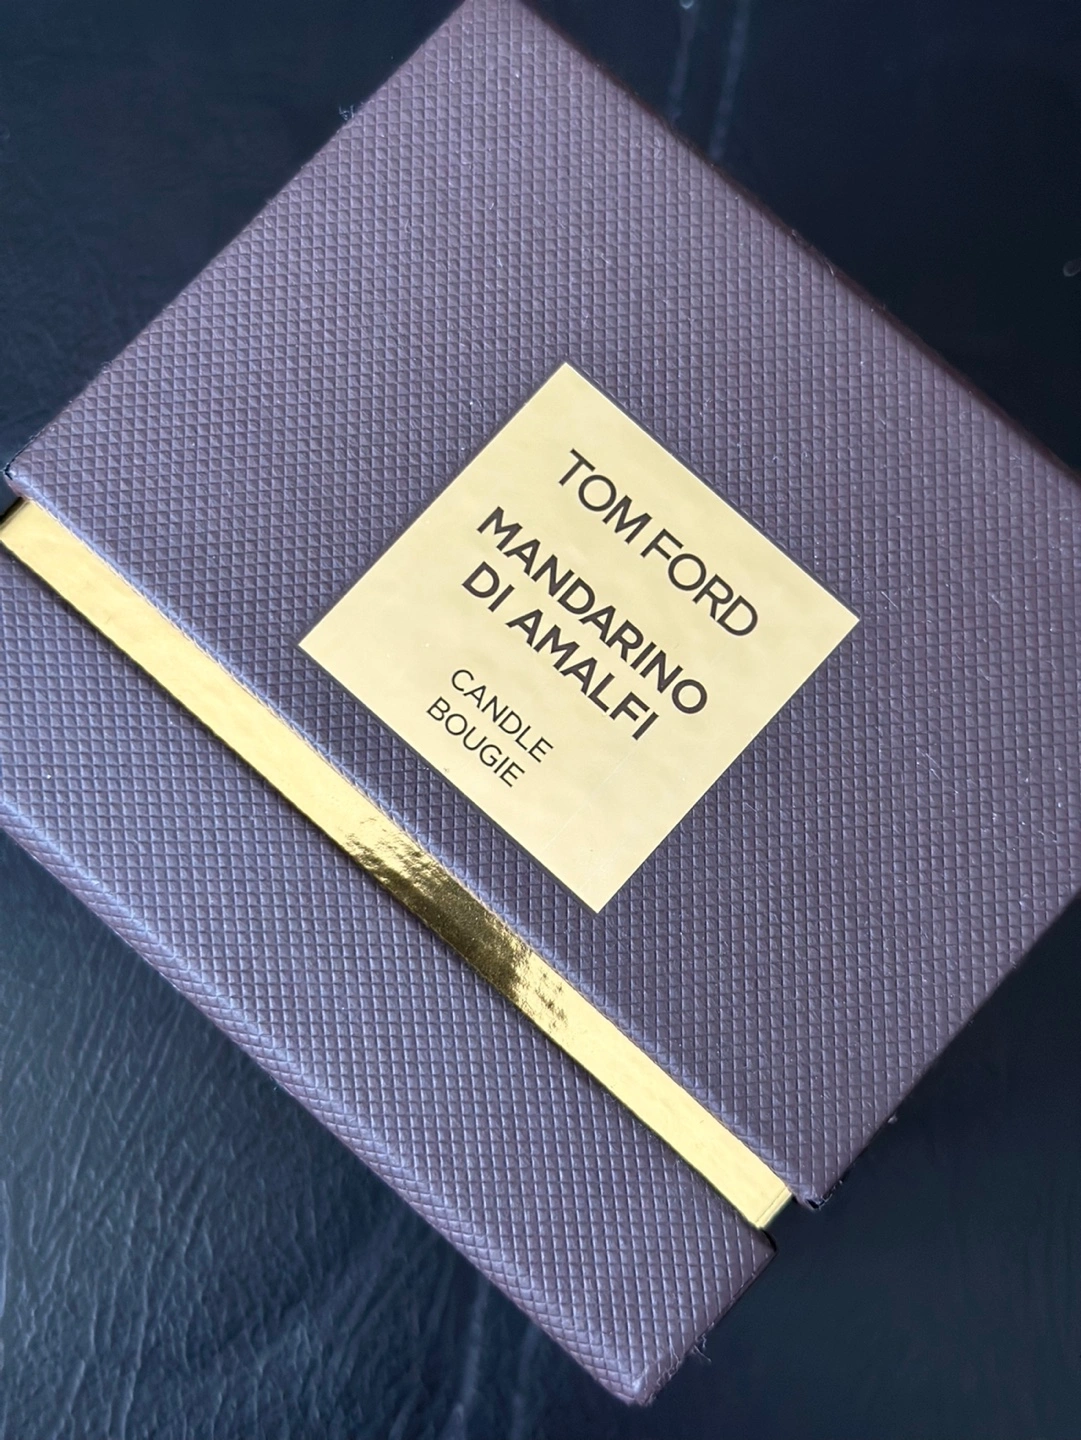 TOM FORD
MANDARINO
DI AMALFI
CANDLE
BOUGIE